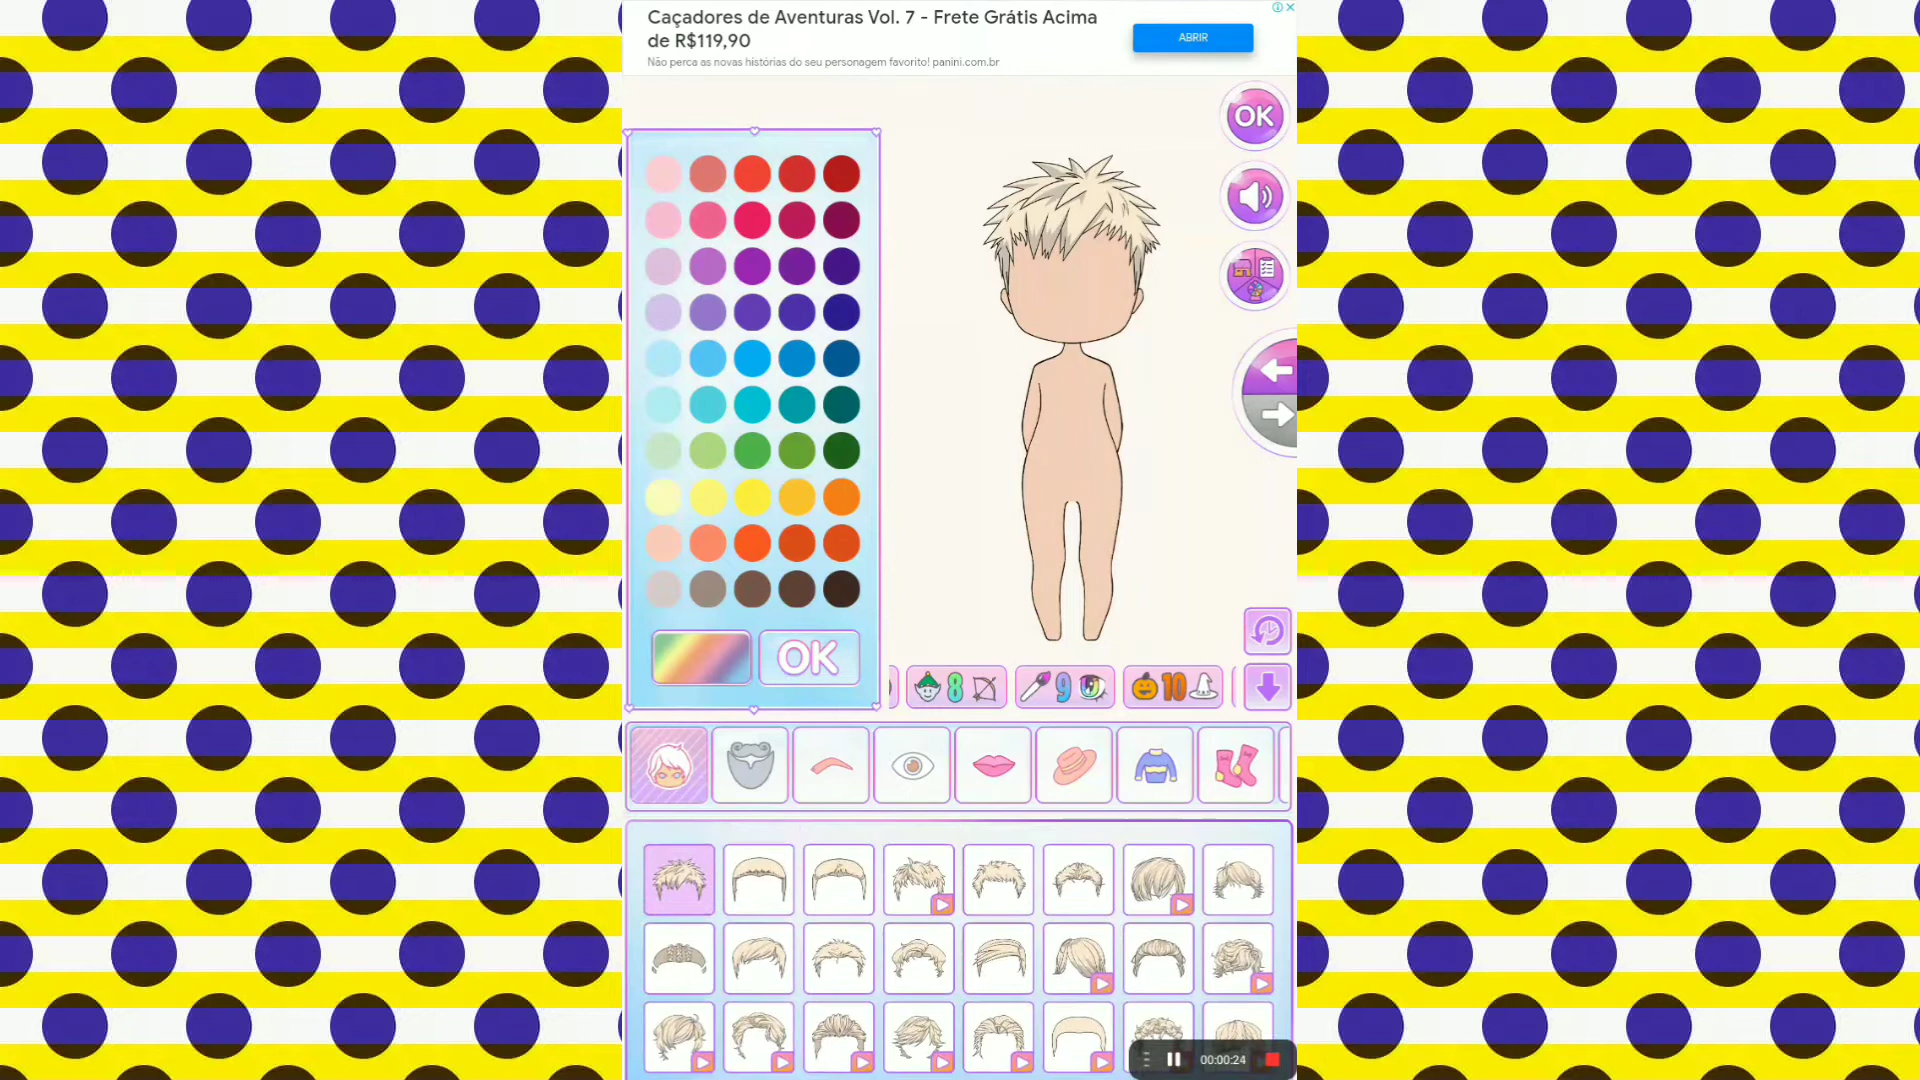 Caçadores de Aventuras Vol. 7 - Frete Grátis Acima
de R$119,90
ABRIR
Não perca as novas histórias do seu personagem favorito! panini.com.br
OK
OK
8
9
10
00:00:24